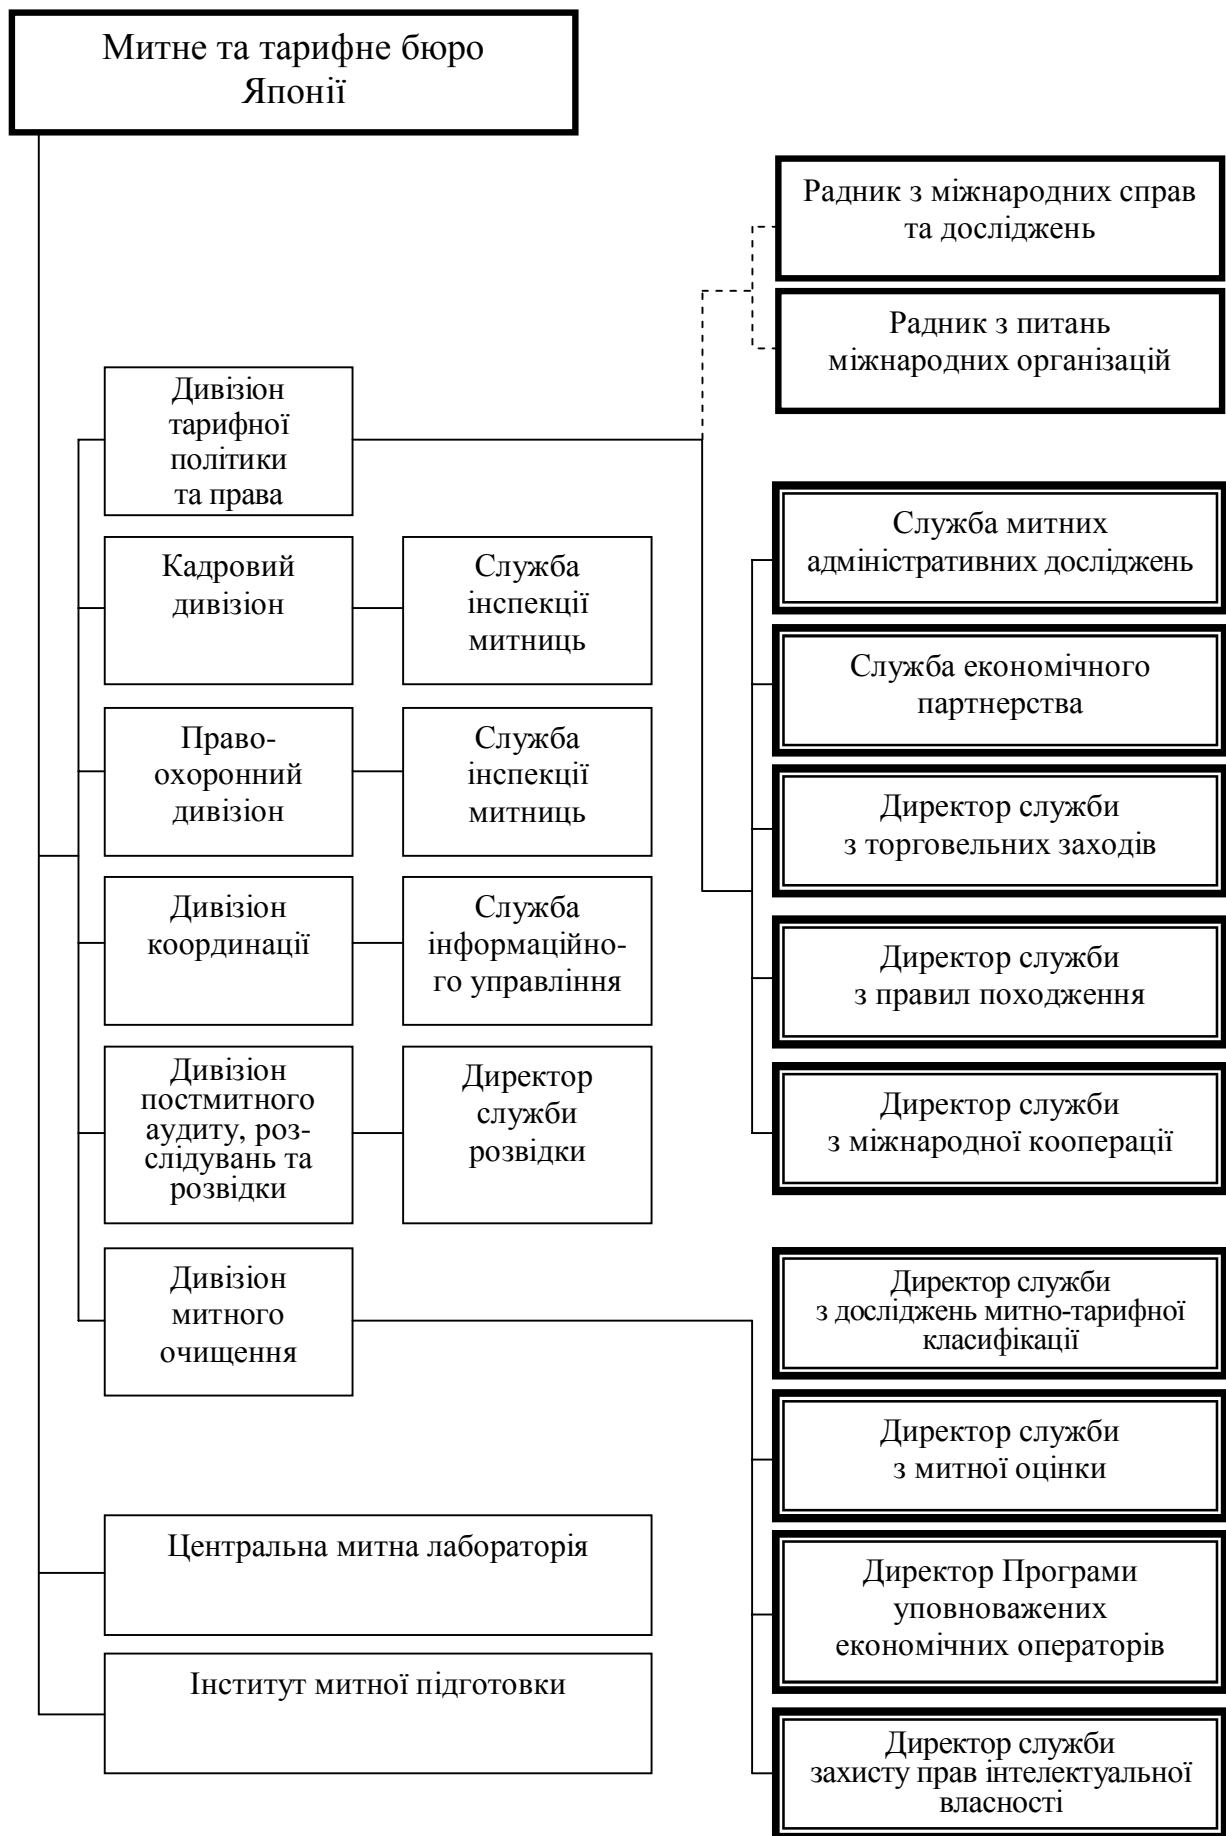 Митне та тарифне бюро
Японії
Радник з міжнародних справ
та досліджень
Радник з питань
міжнародних організацій
Дивізіон
тарифної
політики
та права
Служба митних
адміністративних досліджень
Кадровий
дивізіон
Служба
інспекції
митниць
Служба економічного
партнерства
Право-
охоронний
дивізіон
Служба
інспекції
митниць
Директор служби
з торговельних заходів
Дивізіон
координації
Служба
інформаційно-
го управління
Директор служби
з правил походження
Дивізіон
постмитного
аудиту, роз-
слідувань та
розвідки
Директор
служби
розвідки
Директор служби
з міжнародної кооперації
Дивізіон
митного
очищення
Директор служби
з досліджень митно-тарифної
класифікації
Директор служби
з митної оцінки
Центральна митна лабораторія
Директор Програми
уповноважених
економічних операторів
Інститут митної підготовки
Директор служби
захисту прав інтелектуальної
власності